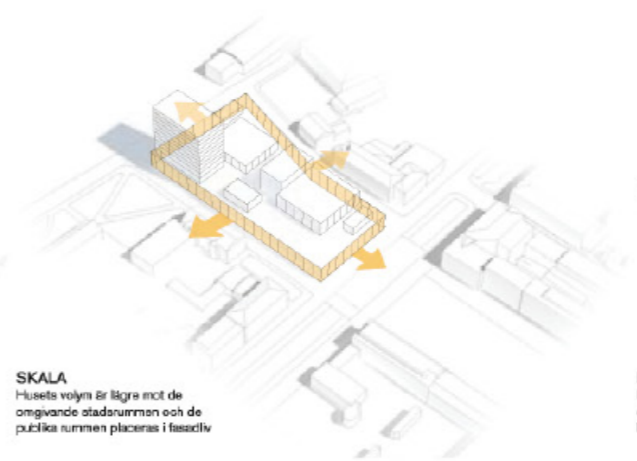 SKALA
Husets volym är lägre mot de
omgivande stadsrummen och de
publika rummen placeras i fasadliv